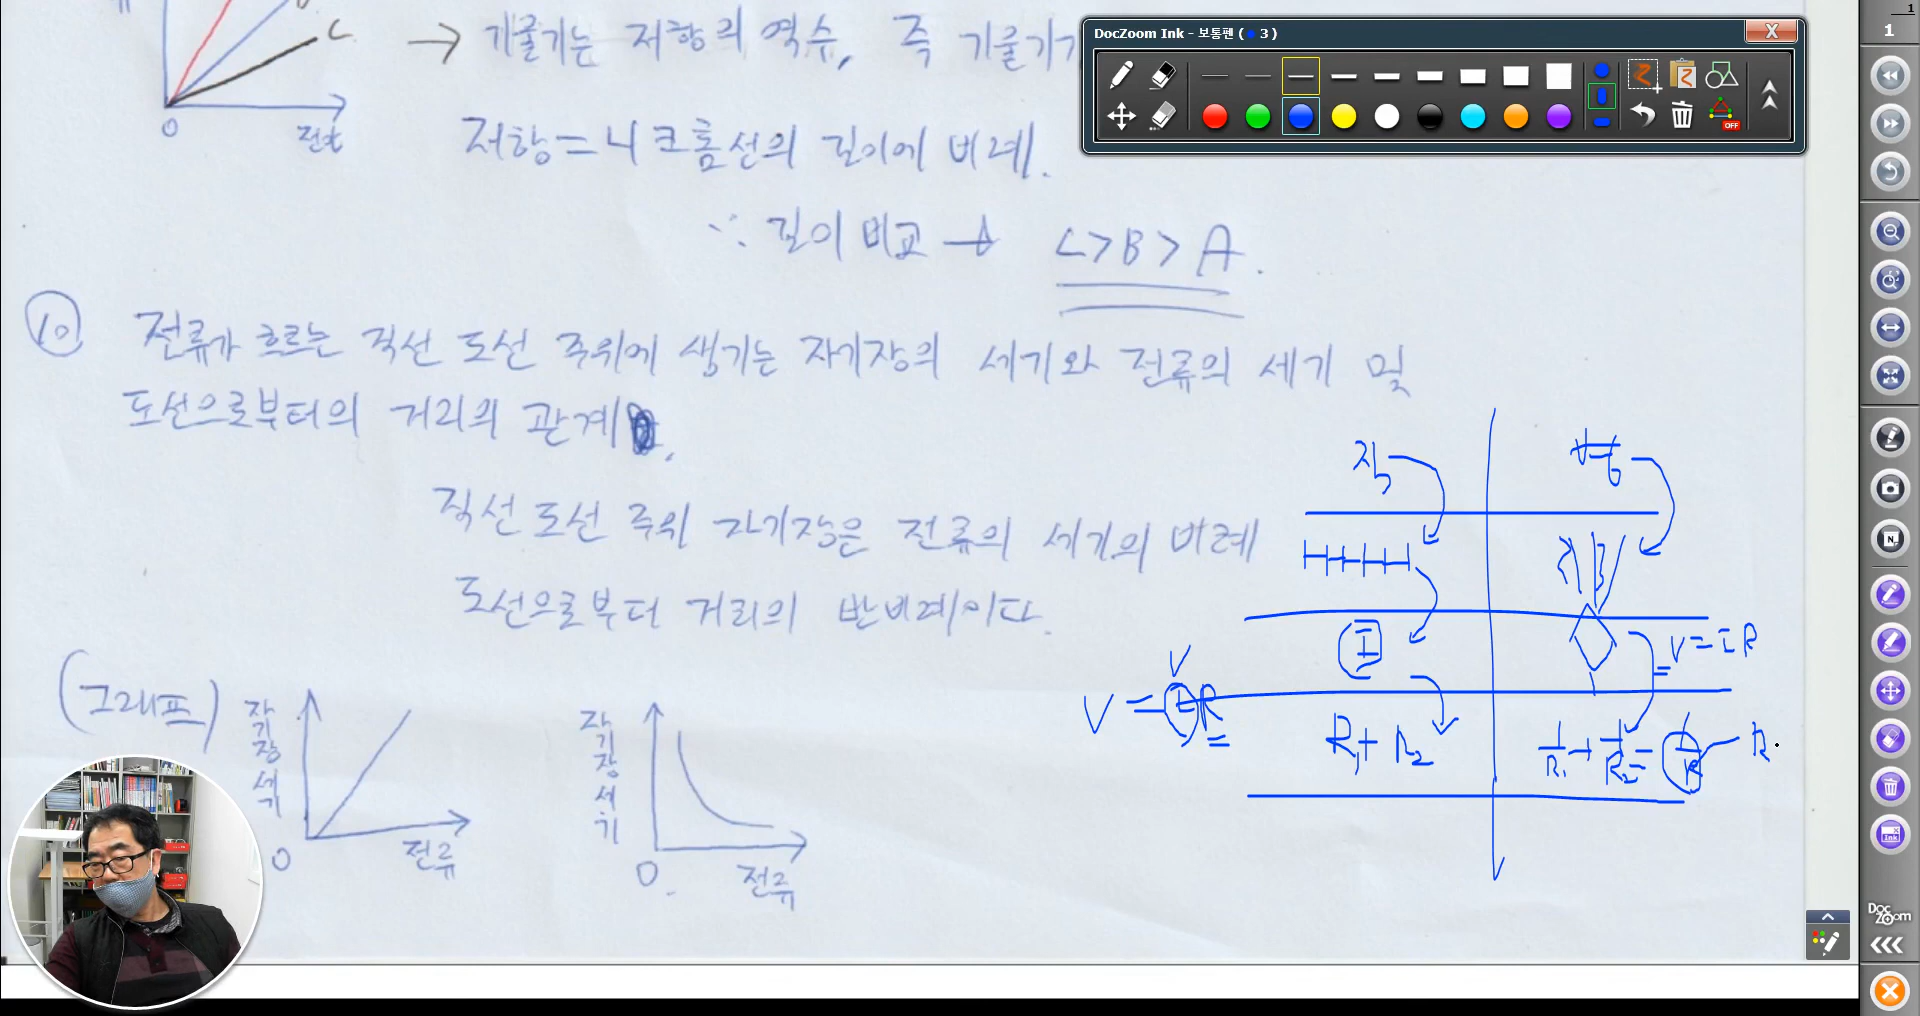 C
→ 기울기는 저항의 역수, 즉 기울기가
0
저항=니크롬선의 길이에 비례.
∴ 길이 비교 → C>B>A.
⑩ 전류가 흐르는 직선 도선 주위에 생기는 자기장의 세기와 전류의 세기 및
도선으로부터의 거리의 관계.
직선 도선 주위 자기장은 전류의 세기의 비례
도선으로부터 거리의 반비례이다.
(그래프)
자기장세기
0
전류
자기장세기
0
전류
I
V=IR
V
V=IR
R₁+R₂
1/R₁+1/R₂=1/R
R
DocZoom Ink - 보통펜 ( 3 )
X
OFF
1
1
N
Ink
Doc Zoom